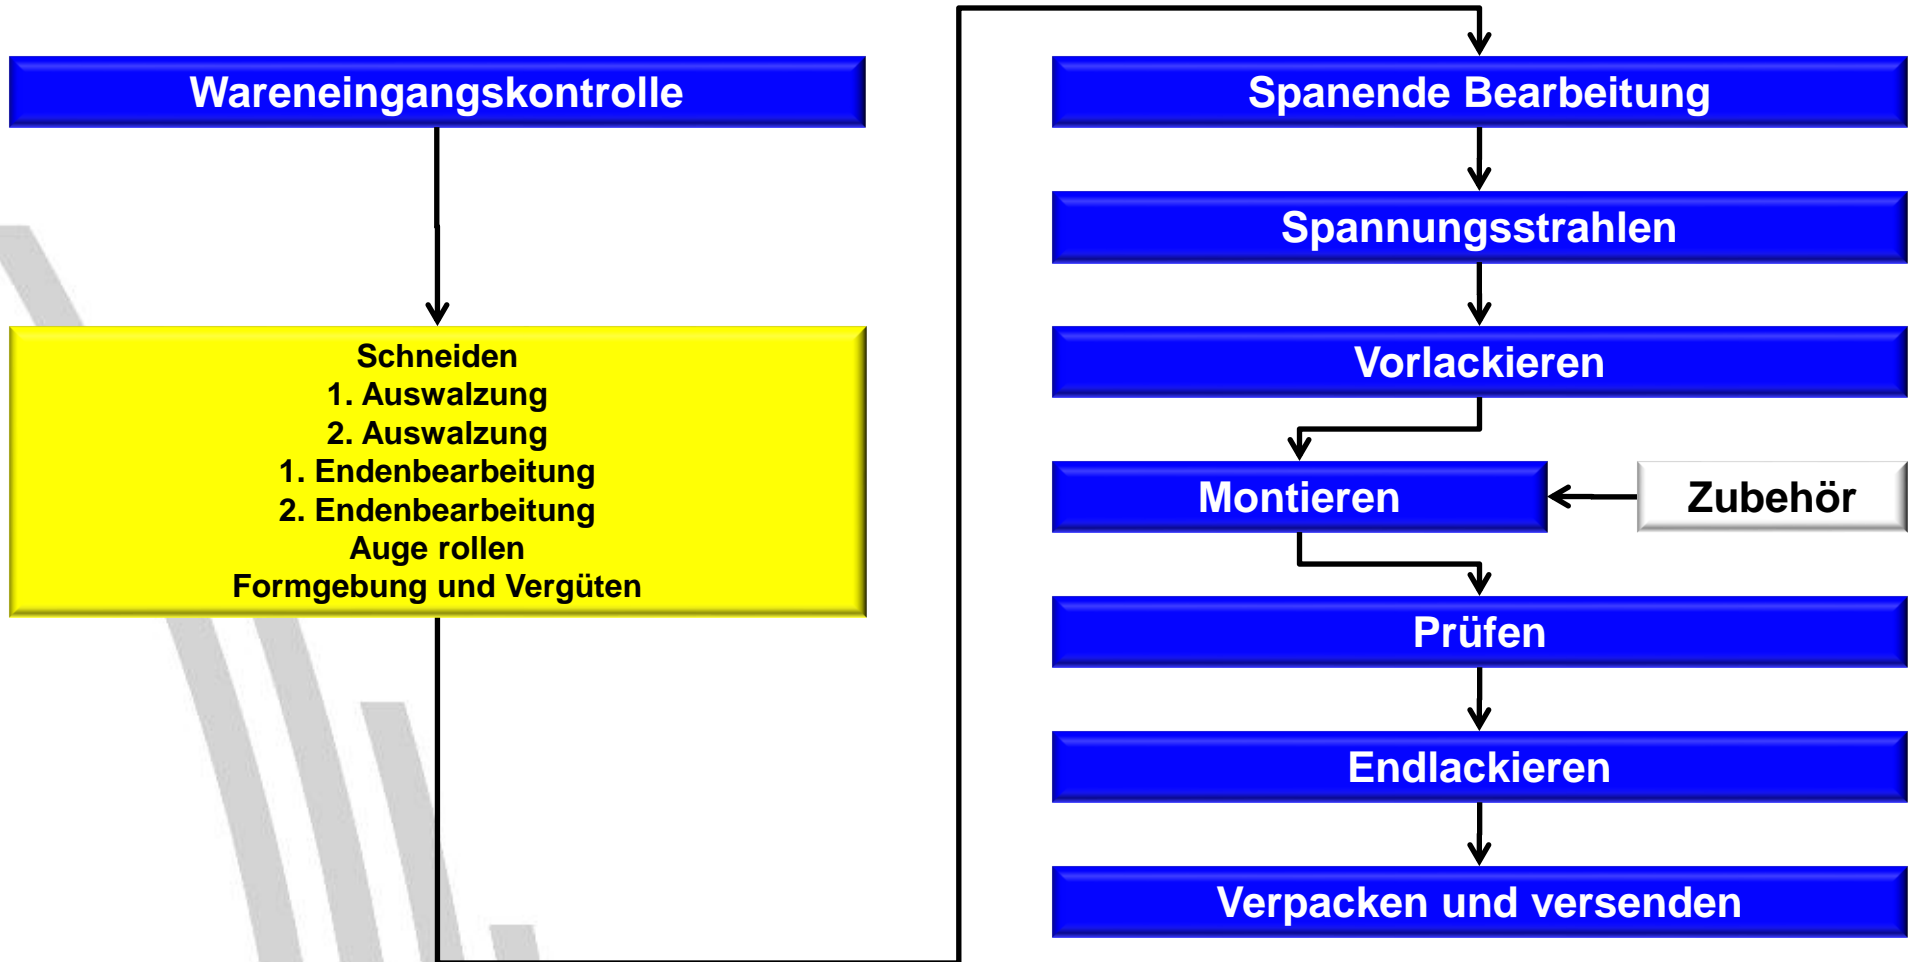 Wareneingangskontrolle
Schneiden
1. Auswalzung
2. Auswalzung
1. Endenbearbeitung
2. Endenbearbeitung
Auge rollen
Formgebung und Vergüten
Spanende Bearbeitung
Spannungsstrahlen
Vorlackieren
Montieren
Zubehör
Prüfen
Endlackieren
Verpacken und versenden